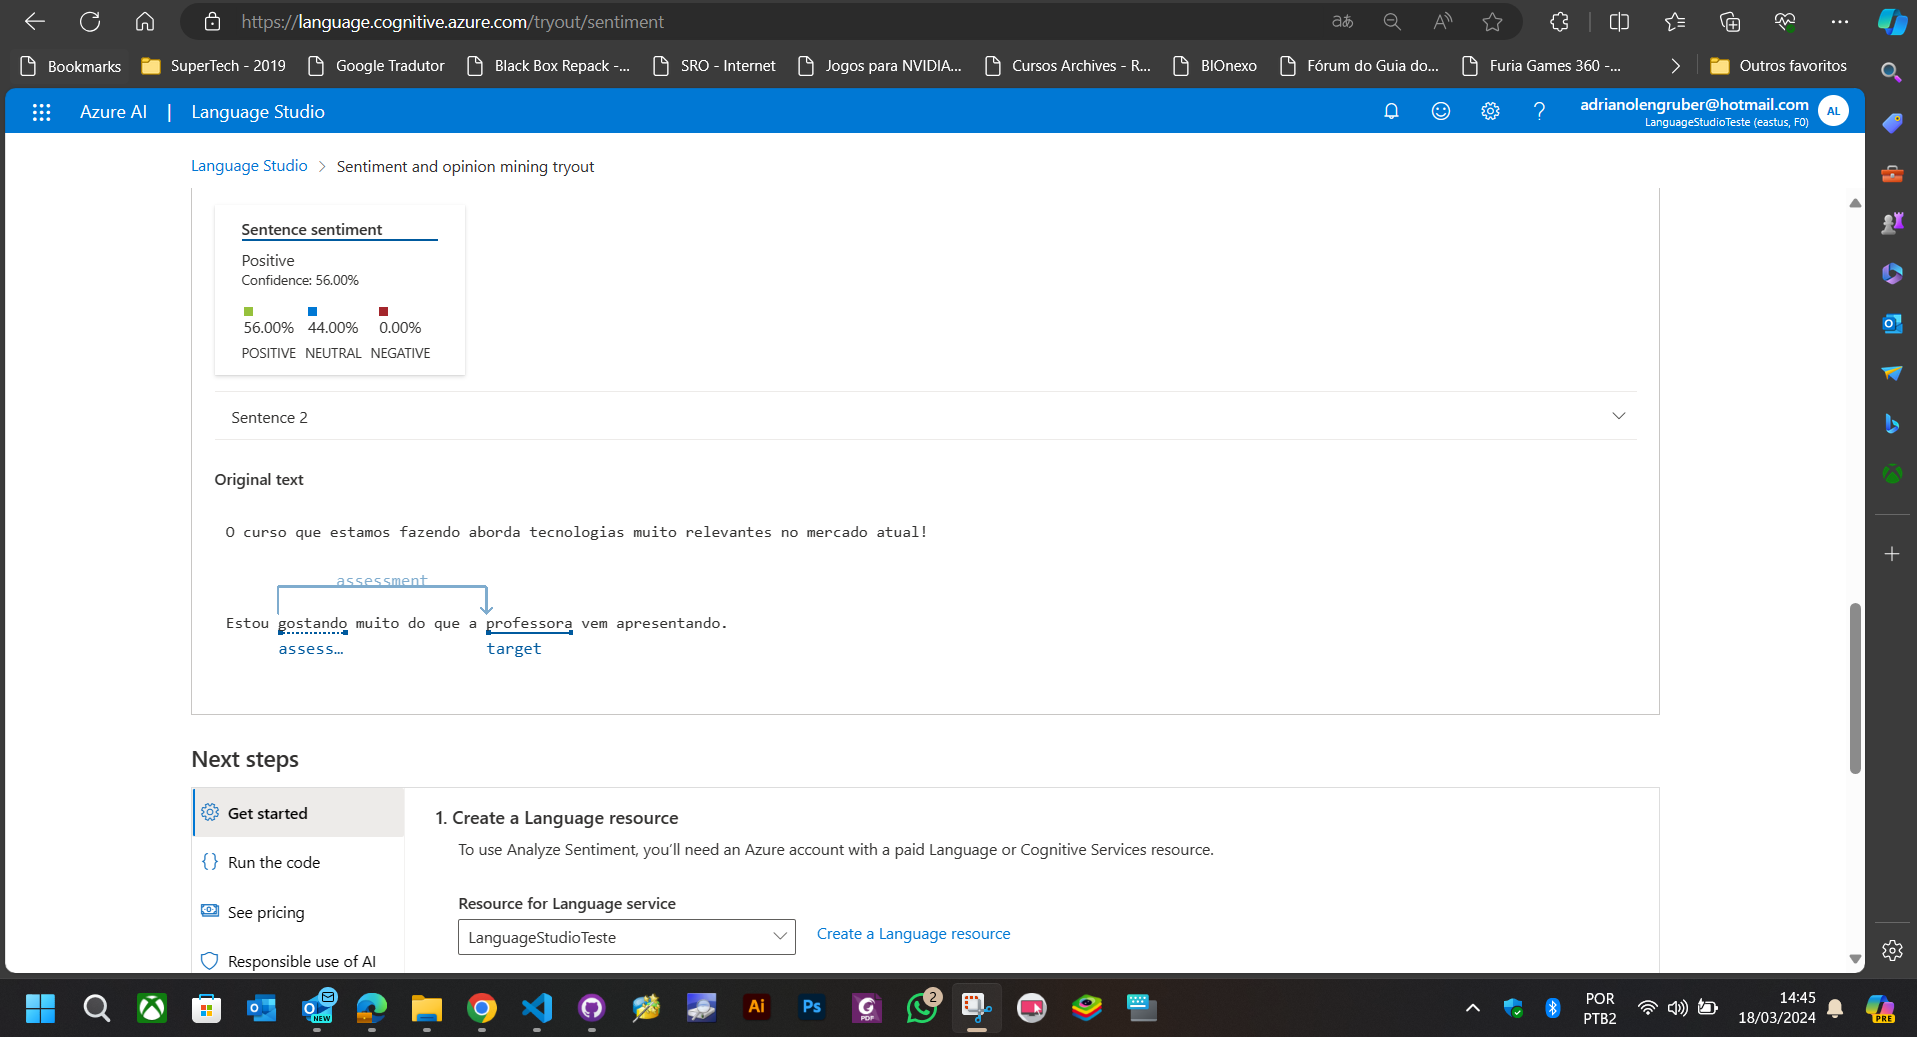 https://language.cognitive.azure.com/tryout/sentiment
Bookmarks
SuperTech - 2019
Google Tradutor
Black Box Repack -...
SRO - Internet
Jogos para NVIDIA...
Cursos Archives - R...
BIOnexo
Fórum do Guia do...
Furia Games 360 -...
Outros favoritos
Azure AI | Language Studio
adrianolengruber@hotmail.com
LanguageStudioTeste (eastus, F0)
AL
Language Studio > Sentiment and opinion mining tryout
Sentence sentiment
Positive
Confidence: 56.00%
56.00% 44.00% 0.00%
POSITIVE NEUTRAL NEGATIVE
Sentence 2
Original text
O curso que estamos fazendo aborda tecnologias muito relevantes no mercado atual!
assessment
Estou gostando muito do que a professora vem apresentando.
assess… target
Next steps
Get started
Run the code
See pricing
Responsible use of AI
1. Create a Language resource
To use Analyze Sentiment, you'll need an Azure account with a paid Language or Cognitive Services resource.
Resource for Language service
LanguageStudioTeste
Create a Language resource
NEW
Ai
Ps
PDF
2
POR
PTB2
14:45
18/03/2024
PRE